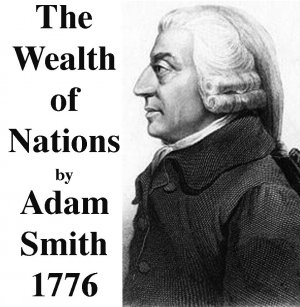 The
Wealth
of
Nations
by
Adam
Smith
1776